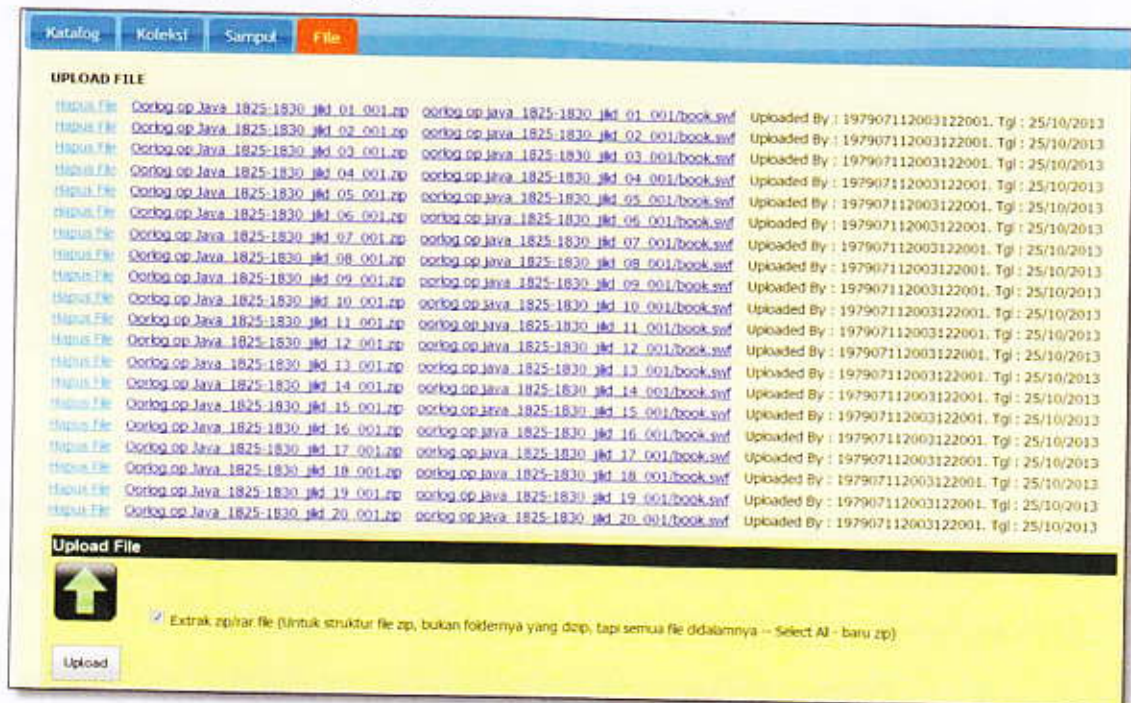 Katalog Koleksi Sampul File
UPLOAD FILE
Hapus File Oorlog op Java 1825-1830 jilid 01 001.zip oorlog op java 1825-1830 jilid 01 001/book.swf Uploaded By : 197907112003122001. Tgl : 25/10/2013
Hapus File Oorlog op Java 1825-1830 jilid 02 001.zip oorlog op java 1825-1830 jilid 02 001/book.swf Uploaded By : 197907112003122001. Tgl : 25/10/2013
Hapus File Oorlog op Java 1825-1830 jilid 03 001.zip oorlog op java 1825-1830 jilid 03 001/book.swf Uploaded By : 197907112003122001. Tgl : 25/10/2013
Hapus File Oorlog op Java 1825-1830 jilid 04 001.zip oorlog op java 1825-1830 jilid 04 001/book.swf Uploaded By : 197907112003122001. Tgl : 25/10/2013
Hapus File Oorlog op Java 1825-1830 jilid 05 001.zip oorlog op java 1825-1830 jilid 05 001/book.swf Uploaded By : 197907112003122001. Tgl : 25/10/2013
Hapus File Oorlog op Java 1825-1830 jilid 06 001.zip oorlog op java 1825-1830 jilid 06 001/book.swf Uploaded By : 197907112003122001. Tgl : 25/10/2013
Hapus File Oorlog op Java 1825-1830 jilid 07 001.zip oorlog op java 1825-1830 jilid 07 001/book.swf Uploaded By : 197907112003122001. Tgl : 25/10/2013
Hapus File Oorlog op Java 1825-1830 jilid 08 001.zip oorlog op java 1825-1830 jilid 08 001/book.swf Uploaded By : 197907112003122001. Tgl : 25/10/2013
Hapus File Oorlog op Java 1825-1830 jilid 09 001.zip oorlog op java 1825-1830 jilid 09 001/book.swf Uploaded By : 197907112003122001. Tgl : 25/10/2013
Hapus File Oorlog op Java 1825-1830 jilid 10 001.zip oorlog op java 1825-1830 jilid 10 001/book.swf Uploaded By : 197907112003122001. Tgl : 25/10/2013
Hapus File Oorlog op Java 1825-1830 jilid 11 001.zip oorlog op java 1825-1830 jilid 11 001/book.swf Uploaded By : 197907112003122001. Tgl : 25/10/2013
Hapus File Oorlog op Java 1825-1830 jilid 12 001.zip oorlog op java 1825-1830 jilid 12 001/book.swf Uploaded By : 197907112003122001. Tgl : 25/10/2013
Hapus File Oorlog op Java 1825-1830 jilid 13 001.zip oorlog op java 1825-1830 jilid 13 001/book.swf Uploaded By : 197907112003122001. Tgl : 25/10/2013
Hapus File Oorlog op Java 1825-1830 jilid 14 001.zip oorlog op java 1825-1830 jilid 14 001/book.swf Uploaded By : 197907112003122001. Tgl : 25/10/2013
Hapus File Oorlog op Java 1825-1830 jilid 15 001.zip oorlog op java 1825-1830 jilid 15 001/book.swf Uploaded By : 197907112003122001. Tgl : 25/10/2013
Hapus File Oorlog op Java 1825-1830 jilid 16 001.zip oorlog op java 1825-1830 jilid 16 001/book.swf Uploaded By : 197907112003122001. Tgl : 25/10/2013
Hapus File Oorlog op Java 1825-1830 jilid 17 001.zip oorlog op java 1825-1830 jilid 17 001/book.swf Uploaded By : 197907112003122001. Tgl : 25/10/2013
Hapus File Oorlog op Java 1825-1830 jilid 18 001.zip oorlog op java 1825-1830 jilid 18 001/book.swf Uploaded By : 197907112003122001. Tgl : 25/10/2013
Hapus File Oorlog op Java 1825-1830 jilid 19 001.zip oorlog op java 1825-1830 jilid 19 001/book.swf Uploaded By : 197907112003122001. Tgl : 25/10/2013
Hapus File Oorlog op Java 1825-1830 jilid 20 001.zip oorlog op java 1825-1830 jilid 20 001/book.swf Uploaded By : 197907112003122001. Tgl : 25/10/2013
Upload File
Extrak zip/rar file (Untuk struktur file zip, bukan foldernya yang dizip, tapi semua file didalamnya -- Select All - baru zip)
Upload